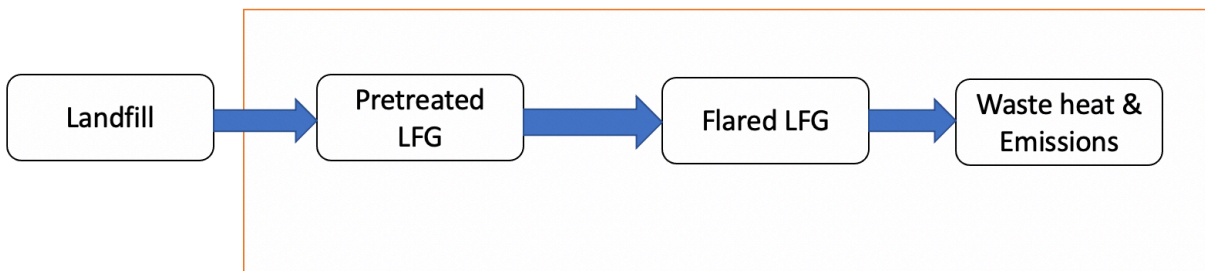 Landfill
Pretreated
LFG
Flared LFG
Waste heat &
Emissions